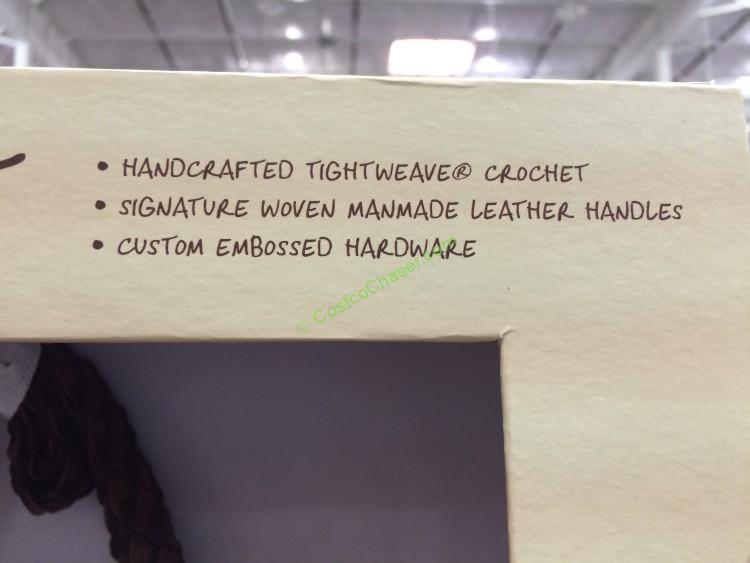 • HANDCRAFTED TIGHTWEAVE® CROCHET
• SIGNATURE WOVEN MANMADE LEATHER HANDLES
• CUSTOM EMBOSSED HARDWARE
© CostcoChaser.com